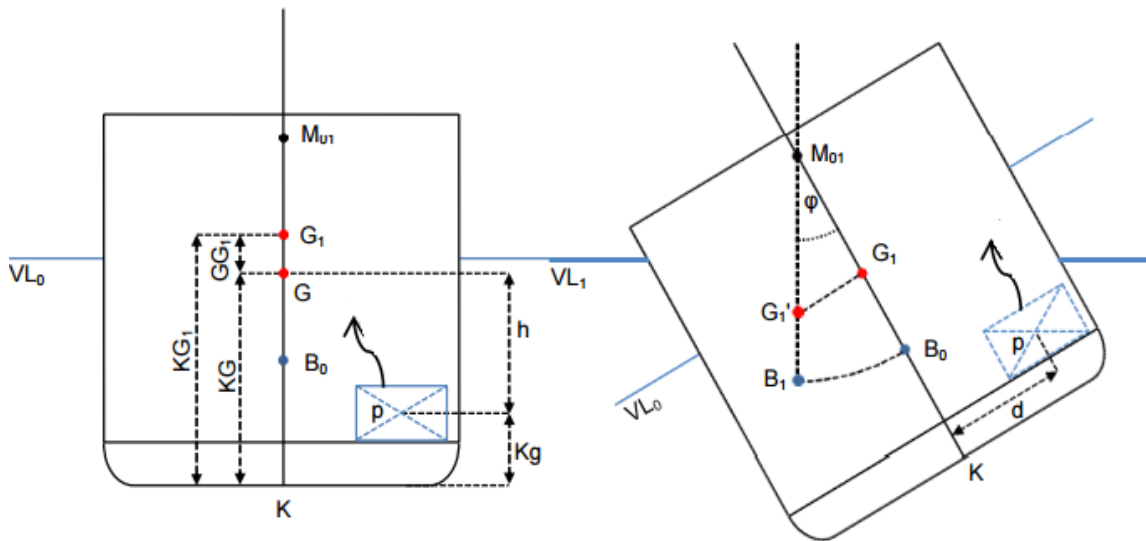 M₀₁
G₁
GG₁
KG₁
VL₀
G
KG
h
B₀
p
Kg
K
M₀₁
φ
G₁
VL₁
G₁'
p
B₀
B₁
d
VL₀
K